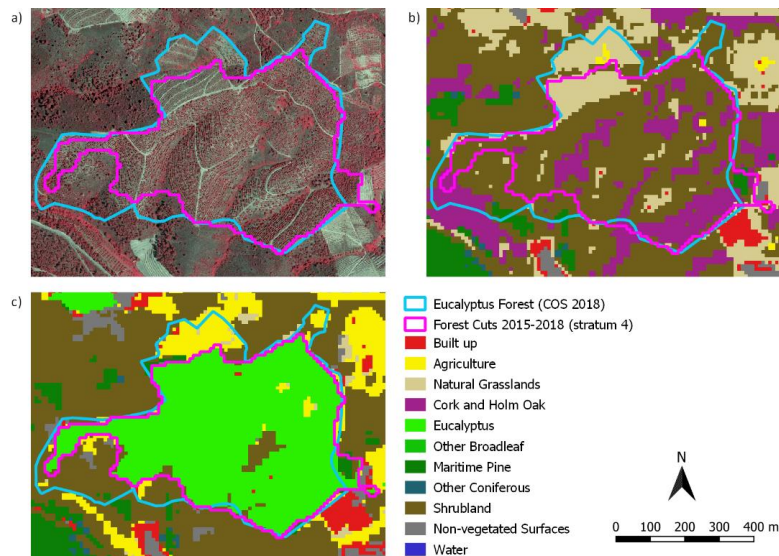 a)
b)
c)
Eucalyptus Forest (COS 2018)
Forest Cuts 2015-2018 (stratum 4)
Built up
Agriculture
Natural Grasslands
Cork and Holm Oak
Eucalyptus
Other Broadleaf
Maritime Pine
Other Coniferous
Shrubland
Non-vegetated Surfaces
Water
N
0 100 200 300 400 m